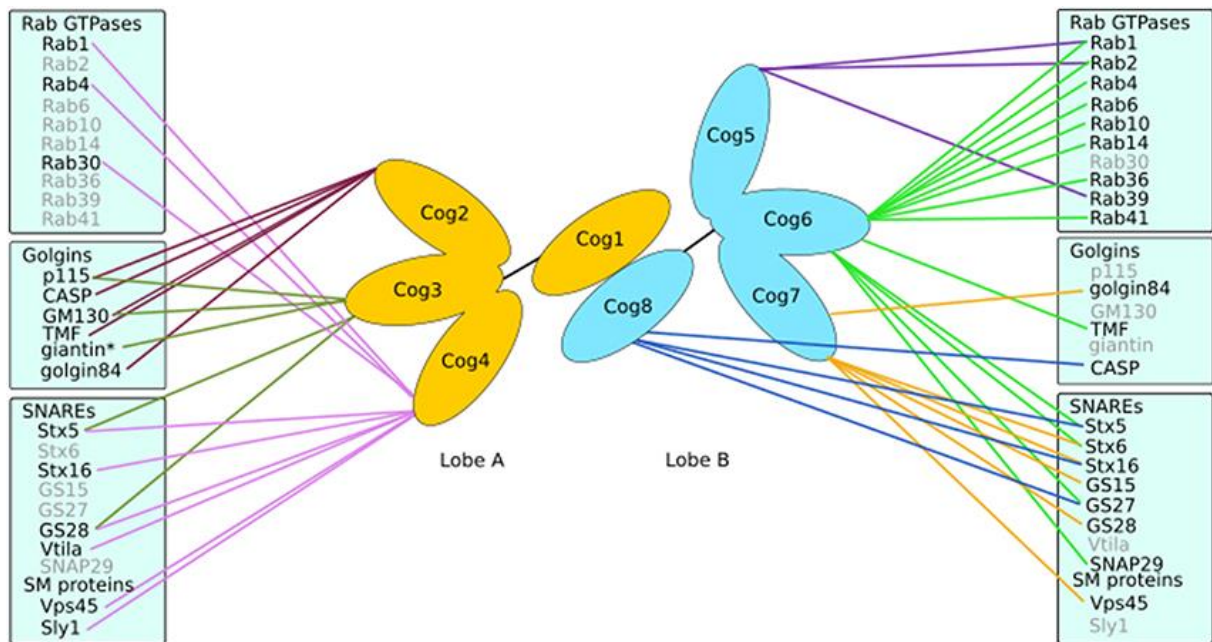 Rab GTPases
Rab1
Rab2
Rab4
Rab6
Rab10
Rab14
Rab30
Rab36
Rab39
Rab41
Golgins
p115
CASP
GM130
TMF
giantin*
golgin84
SNAREs
Stx5
Stx6
Stx16
GS15
GS27
GS28
Vtila
SNAP29
SM proteins
Vps45
Sly1
Cog2
Cog3
Cog4
Cog1
Lobe A
Cog5
Cog6
Cog7
Cog8
Lobe B
Rab GTPases
Rab1
Rab2
Rab4
Rab6
Rab10
Rab14
Rab30
Rab36
Rab39
Rab41
Golgins
p115
golgin84
GM130
TMF
giantin
CASP
SNAREs
Stx5
Stx6
Stx16
GS15
GS27
GS28
Vtila
SNAP29
SM proteins
Vps45
Sly1